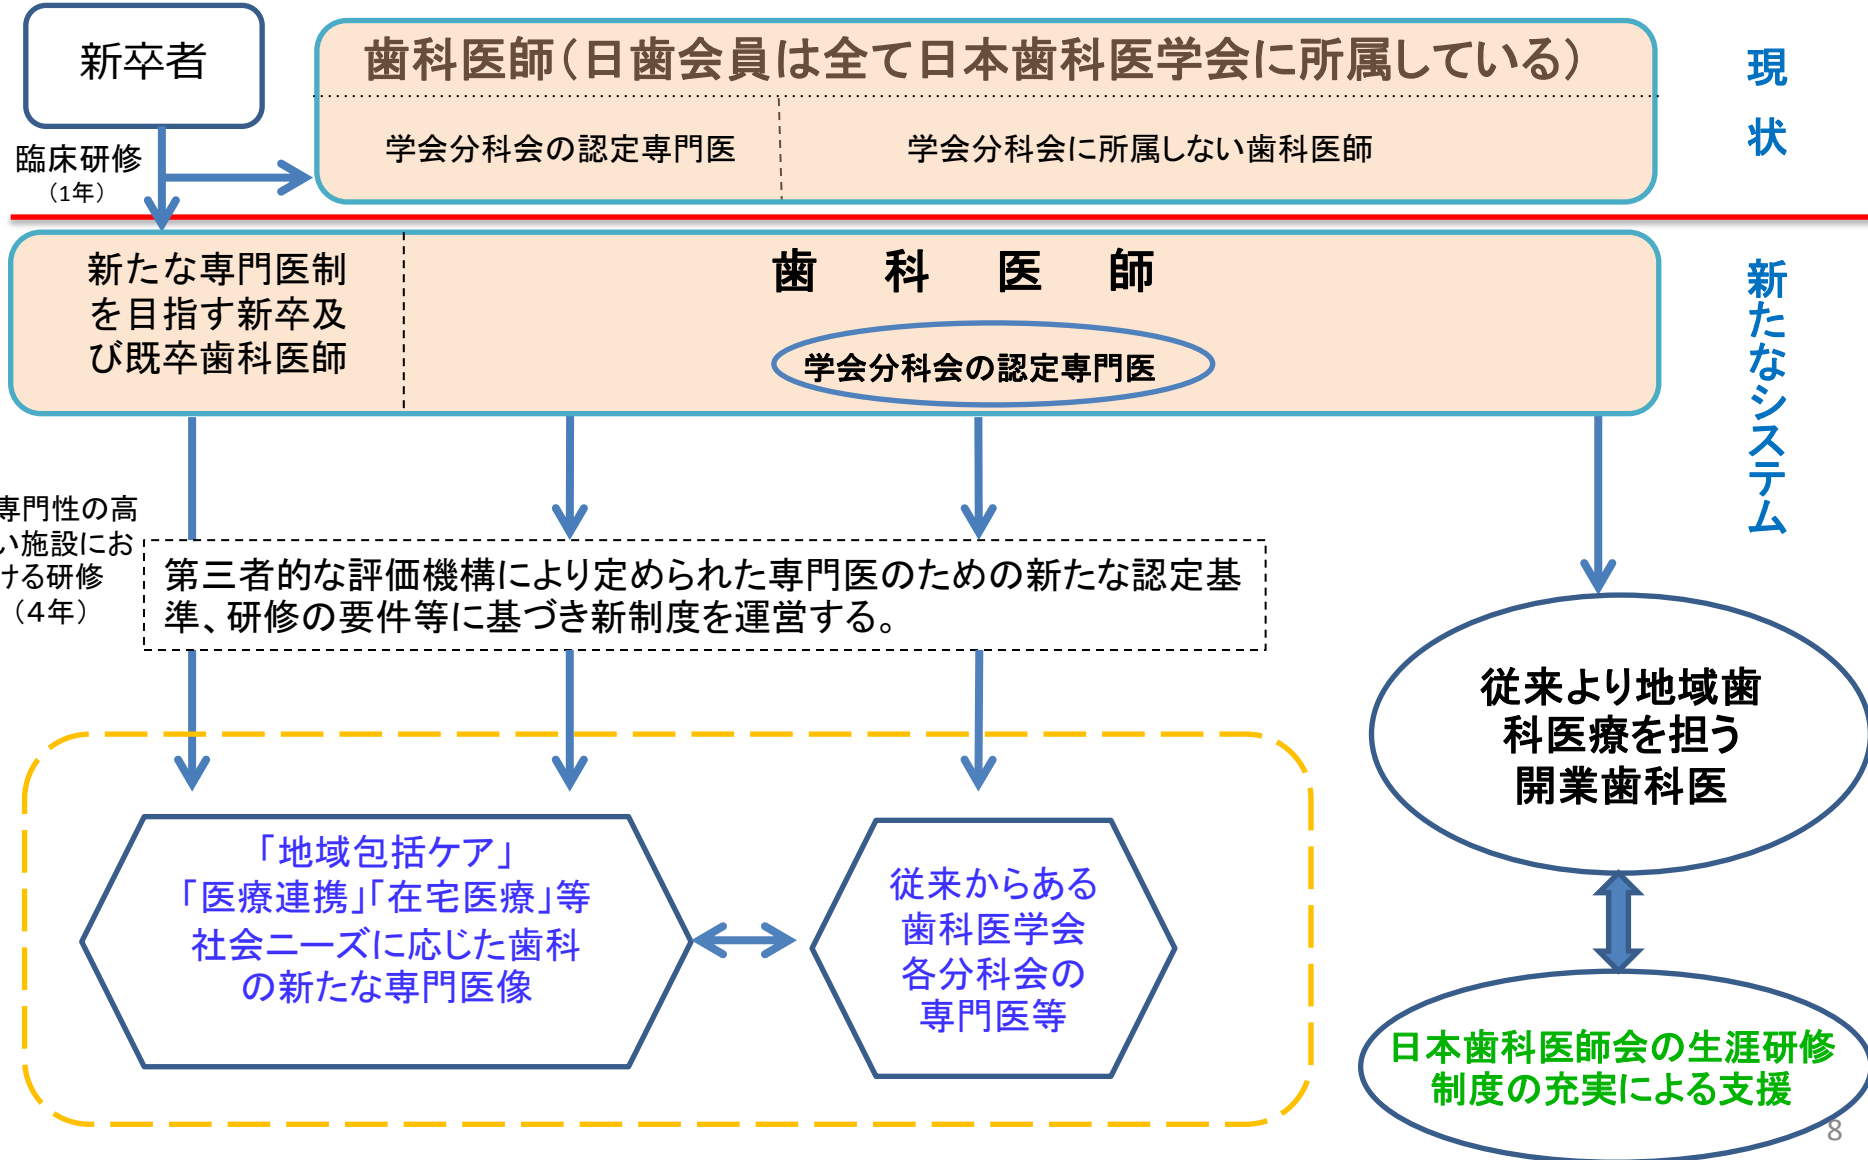 新卒者
歯科医師（日歯会員は全て日本歯科医学会に所属している）
学会分科会の認定専門医
学会分科会に所属しない歯科医師
現状
臨床研修
（1年）
新たな専門医制
を目指す新卒及
び既卒歯科医師
歯科医師
学会分科会の認定専門医
新たなシステム
専門性の高
い施設にお
ける研修
（4年）
第三者的な評価機構により定められた専門医のための新たな認定基
準、研修の要件等に基づき新制度を運営する。
「地域包括ケア」
「医療連携」「在宅医療」等
社会ニーズに応じた歯科
の新たな専門医像
従来からある
歯科医学会
各分科会の
専門医等
従来より地域歯
科医療を担う
開業歯科医
日本歯科医師会の生涯研修
制度の充実による支援
8